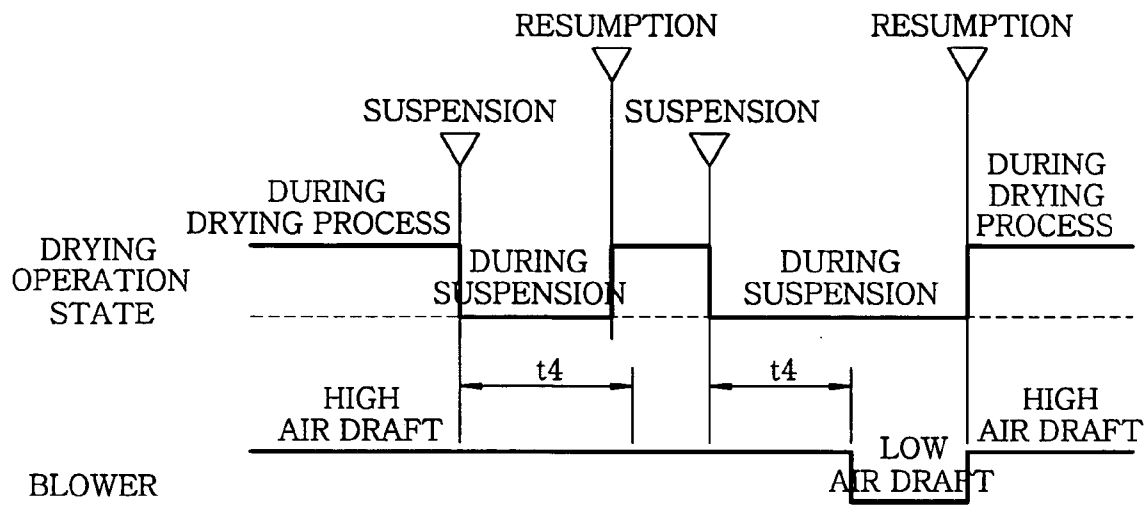 RESUMPTION
RESUMPTION
SUSPENSION
SUSPENSION
DURING
DRYING PROCESS
DURING
DRYING
PROCESS
DRYING
OPERATION
STATE
DURING
SUSPENSION
DURING
SUSPENSION
t4
t4
HIGH
AIR DRAFT
HIGH
AIR DRAFT
LOW
AIR DRAFT
BLOWER